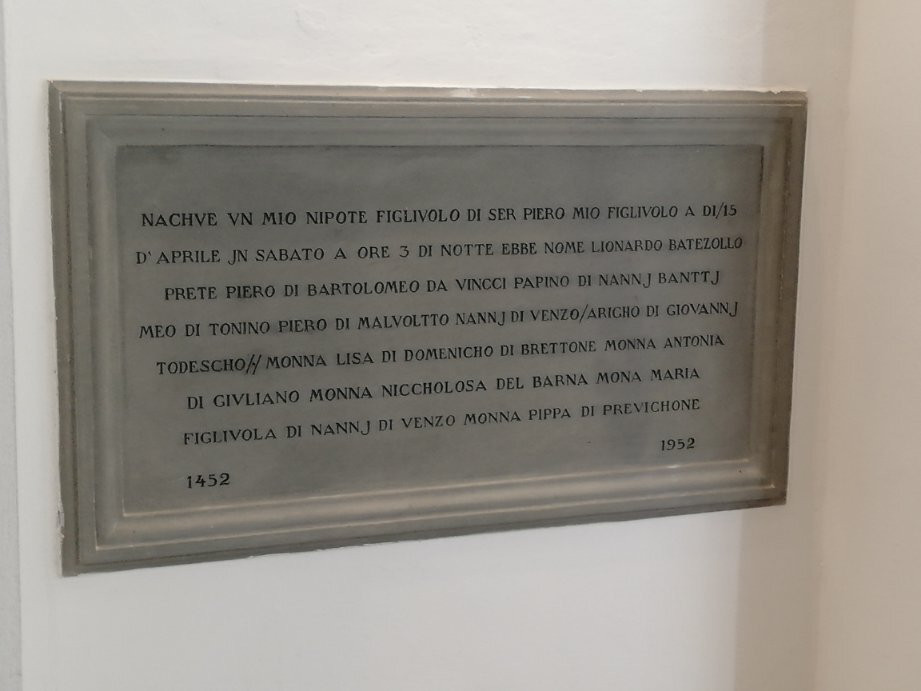 NACHVE VN MIO NIPOTE FIGLIVOLO DI SER PIERO MIO FIGLIVOLO A DI/15
D'APRILE JN SABATO A ORE 3 DI NOTTE EBBE NOME LIONARDO BATEZOLLO
PRETE PIERO DI BARTOLOMEO DA VINCCI PAPINO DI NANNJ BANTTJ
MEO DI TONINO PIERO DI MALVOLTTO NANNJ DI VENZO/ARIGHO DI GIOVANNJ
TODESCHO// MONNA LISA DI DOMENICHO DI BRETTONE MONNA ANTONIA
DI GIVLIANO MONNA NICCHOLOSA DEL BARNA MONA MARIA
FIGLIVOLA DI NANNJ DI VENZO MONNA PIPPA DI PREVICHONE
1452 1952